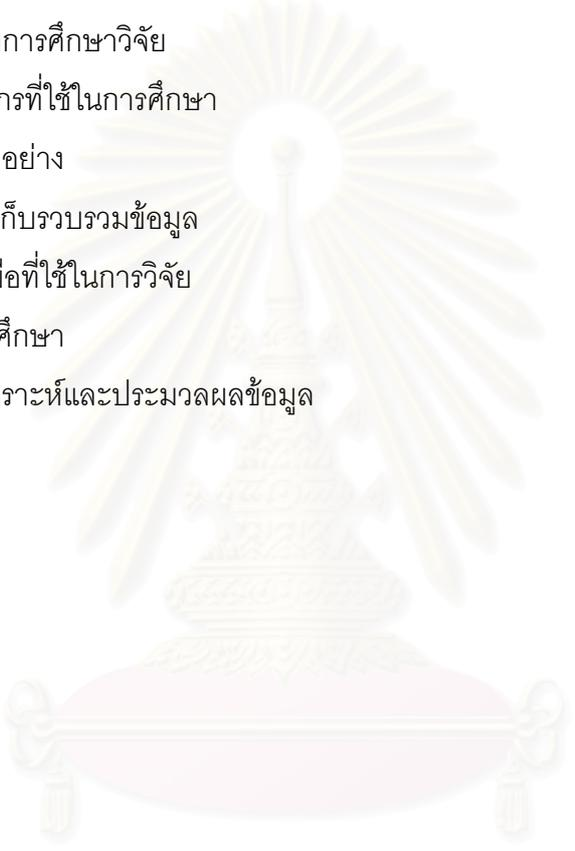 การศึกษาวิจัย
กรที่ใช้ในการศึกษา
อย่าง
ก็บรวบรวมข้อมูล
มือที่ใช้ในการวิจัย
ศึกษา
ราะห์และประมวลผลข้อมูล